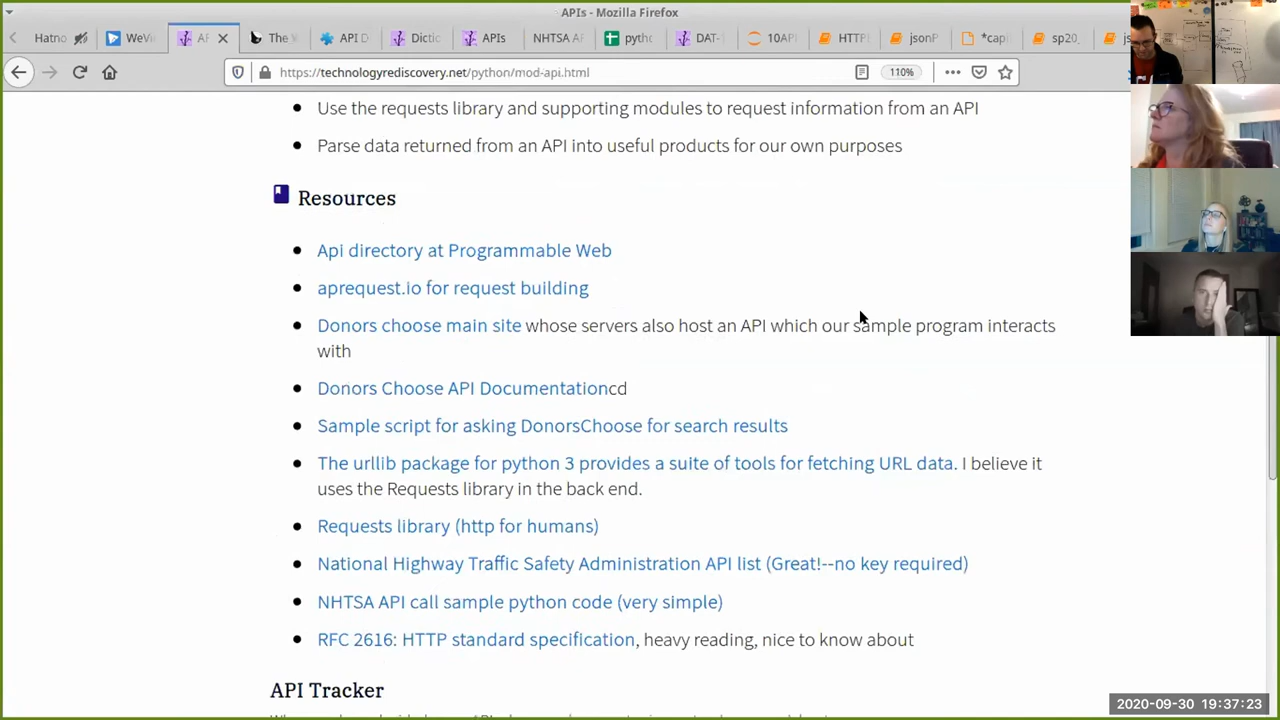 APIs - Mozilla Firefox
Hatno
WeVi
AF
The
API D
Dictio
APIs
NHTSA AP
pytho
DAT-
10API
HTTP
jsonP
*capi
sp20_
js
https://technologyrediscovery.net/python/mod-api.html
110%
Use the requests library and supporting modules to request information from an API
Parse data returned from an API into useful products for our own purposes
Resources
Api directory at Programmable Web
aprequest.io for request building
Donors choose main site whose servers also host an API which our sample program interacts
with
Donors Choose API Documentationcd
Sample script for asking DonorsChoose for search results
The urllib package for python 3 provides a suite of tools for fetching URL data. I believe it
uses the Requests library in the back end.
Requests library (http for humans)
National Highway Traffic Safety Administration API list (Great!--no key required)
NHTSA API call sample python code (very simple)
RFC 2616: HTTP standard specification, heavy reading, nice to know about
API Tracker
2020-09-30 19:37:23